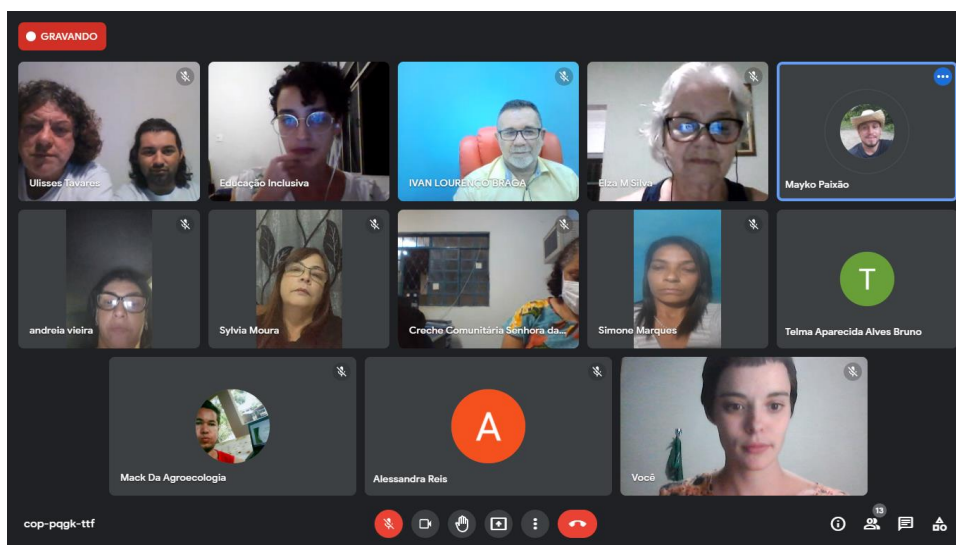 GRAVANDO
Ulisses Tavares
Educação Inclusiva
IVAN LOURENÇO BRAGA
Elza M Silva
Mayko Paixão
andreia vieira
Sylvia Moura
Creche Comunitária Senhora da...
Simone Marques
T
Telma Aparecida Alves Bruno
Mack Da Agroecologia
A
Alessandra Reis
Você
cop-pqgk-ttf
13